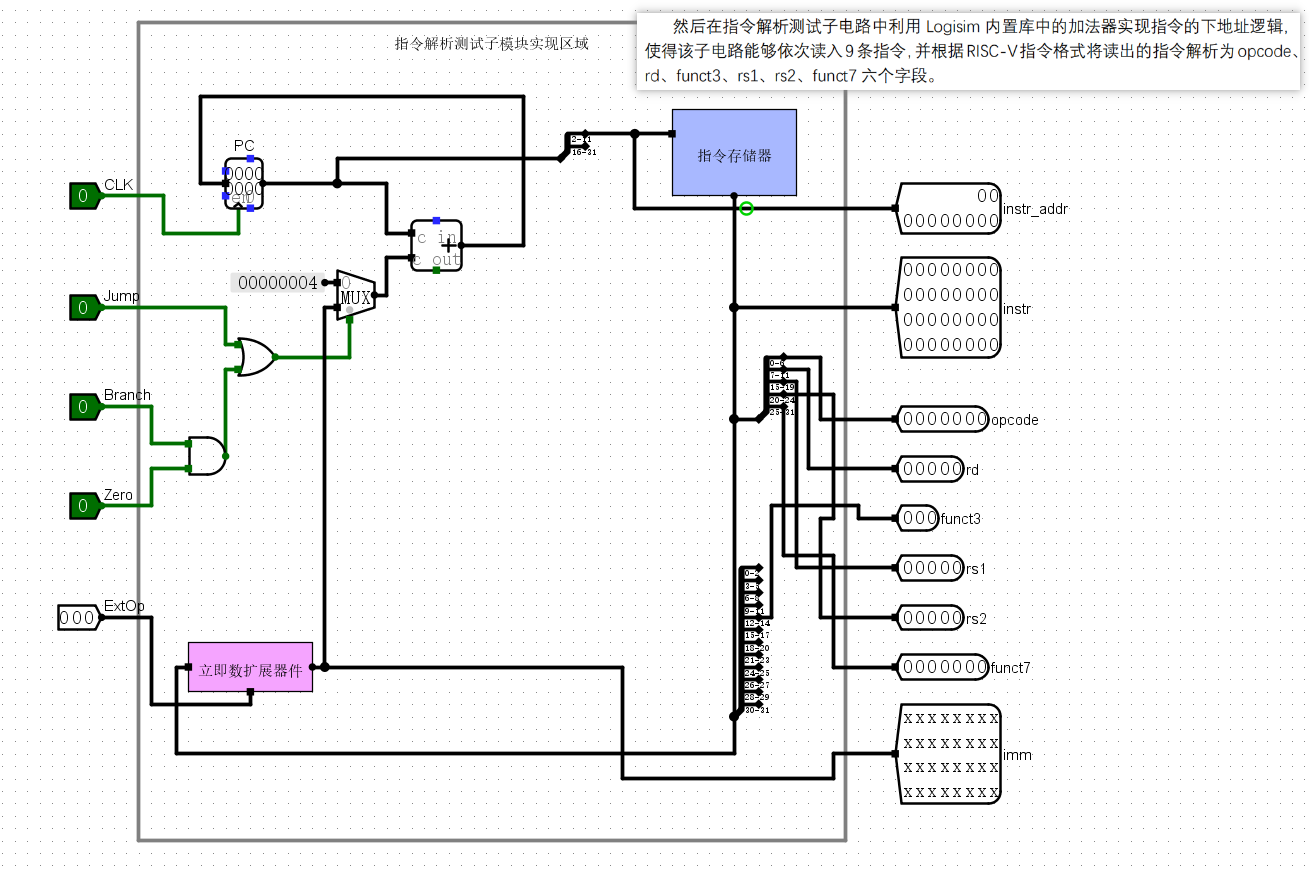 然后在指令解析测试子电路中利用 Logisim 内置库中的加法器实现指令的下地址逻辑,
使得该子电路能够依次读入 9 条指令, 并根据RISC-V 指令格式将读出的指令解析为 opcode、
rd、funct3、rs1、rs2、funct7 六个字段。
指令解析测试子模块实现区域
PC
0000
0000
en
CLK
0
2-11
16-31
指令存储器
00
00000000
instr_addr
c in
+
c out
00000004
0
MUX
Jump
0
00000000
00000000
00000000
00000000
instr
0-6
7-11
15-19
20-24
25-31
Branch
0
0000000
opcode
00000
rd
Zero
0
000
funct3
00000
rs1
ExtOp
000
00000
rs2
0-2
3-5
6-8
9-11
12-14
15-17
18-20
21-23
24-25
26-27
28-29
30-31
立即数扩展器件
0000000
funct7
xxxxxxxx
xxxxxxxx
xxxxxxxx
xxxxxxxx
imm